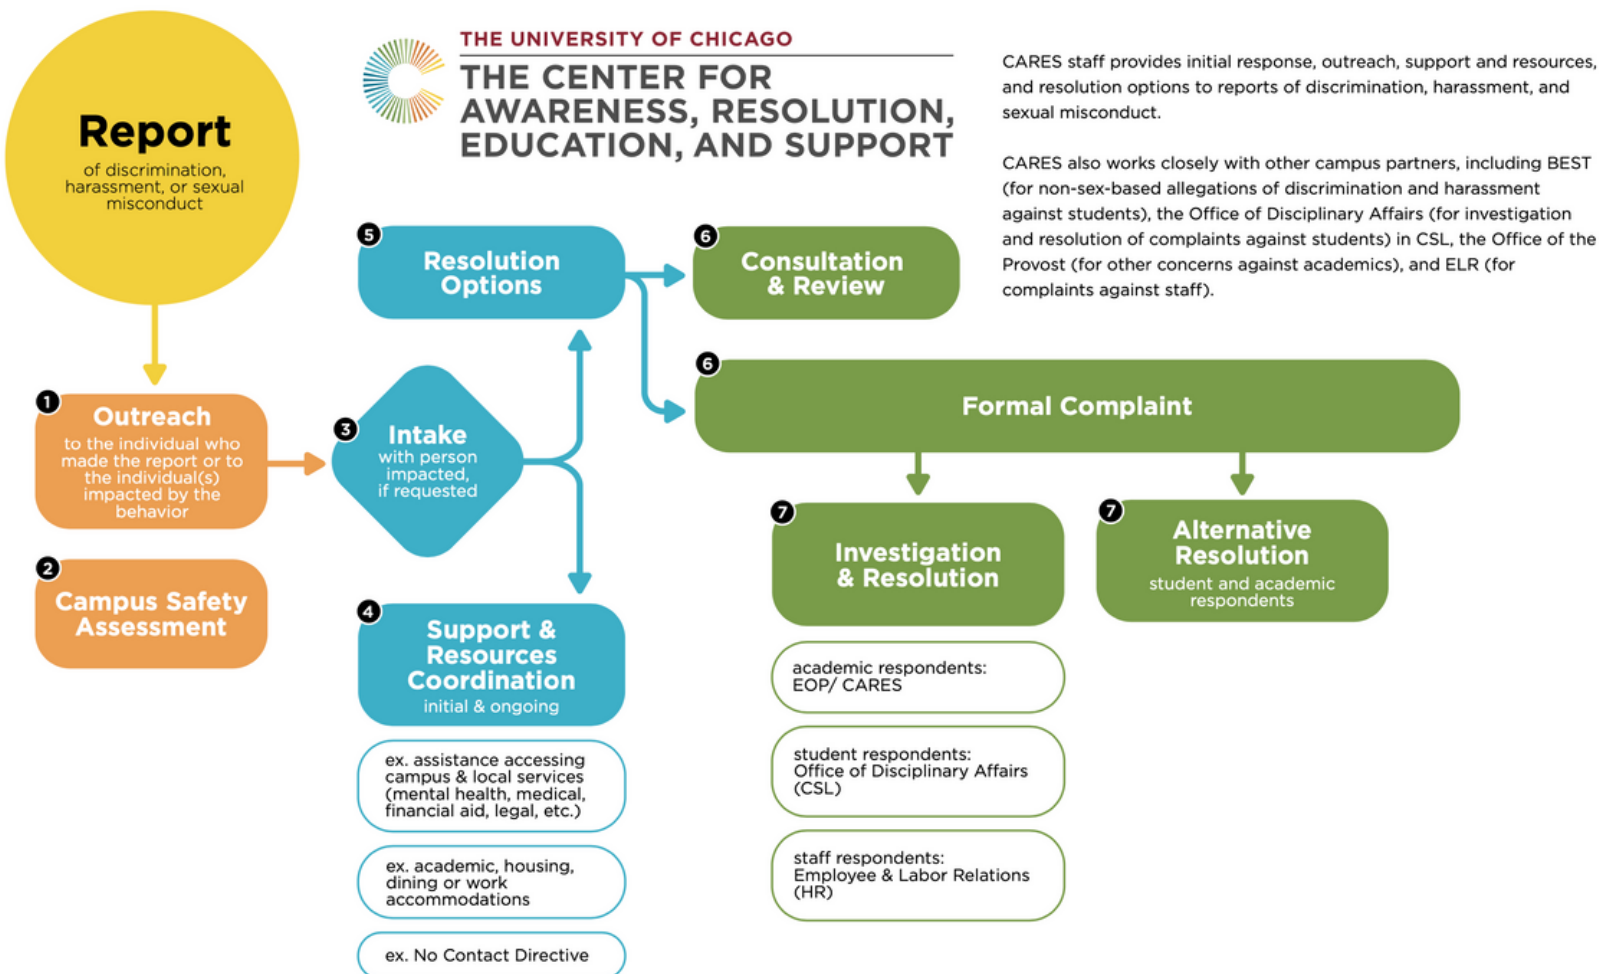 Report
of discrimination,
harassment, or sexual
misconduct
THE UNIVERSITY OF CHICAGO
THE CENTER FOR
AWARENESS, RESOLUTION,
EDUCATION, AND SUPPORT
CARES staff provides initial response, outreach, support and resources,
and resolution options to reports of discrimination, harassment, and
sexual misconduct.
CARES also works closely with other campus partners, including BEST
(for non-sex-based allegations of discrimination and harassment
against students), the Office of Disciplinary Affairs (for investigation
and resolution of complaints against students) in CSL, the Office of the
Provost (for other concerns against academics), and ELR (for
complaints against staff).
1
Outreach
to the individual who
made the report or to
the individual(s)
impacted by the
behavior
2
Campus Safety
Assessment
3
Intake
with person
impacted,
if requested
4
Support &
Resources
Coordination
initial & ongoing
ex. assistance accessing
campus & local services
(mental health, medical,
financial aid, legal, etc.)
ex. academic, housing,
dining or work
accommodations
ex. No Contact Directive
5
Resolution
Options
6
Consultation
& Review
6
Formal Complaint
7
Investigation
& Resolution
academic respondents:
EOP/ CARES
student respondents:
Office of Disciplinary Affairs
(CSL)
staff respondents:
Employee & Labor Relations
(HR)
7
Alternative
Resolution
student and academic
respondents